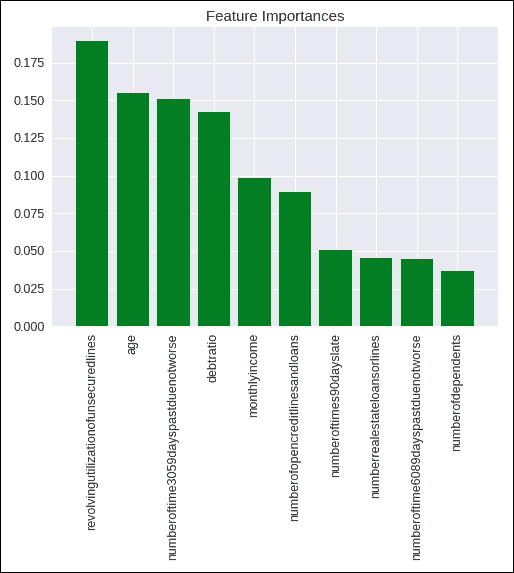 Feature Importances
0.175
0.150
0.125
0.100
0.075
0.050
0.025
0.000
revolvingutilizationofunsecuredlines
age
numberoftime3059dayspastduenotworse
debtratio
monthlyincome
numberofopencreditlinesandloans
numberoftimes90dayslate
numberrealestateloansorlines
numberoftime6089dayspastduenotworse
numberofdependents